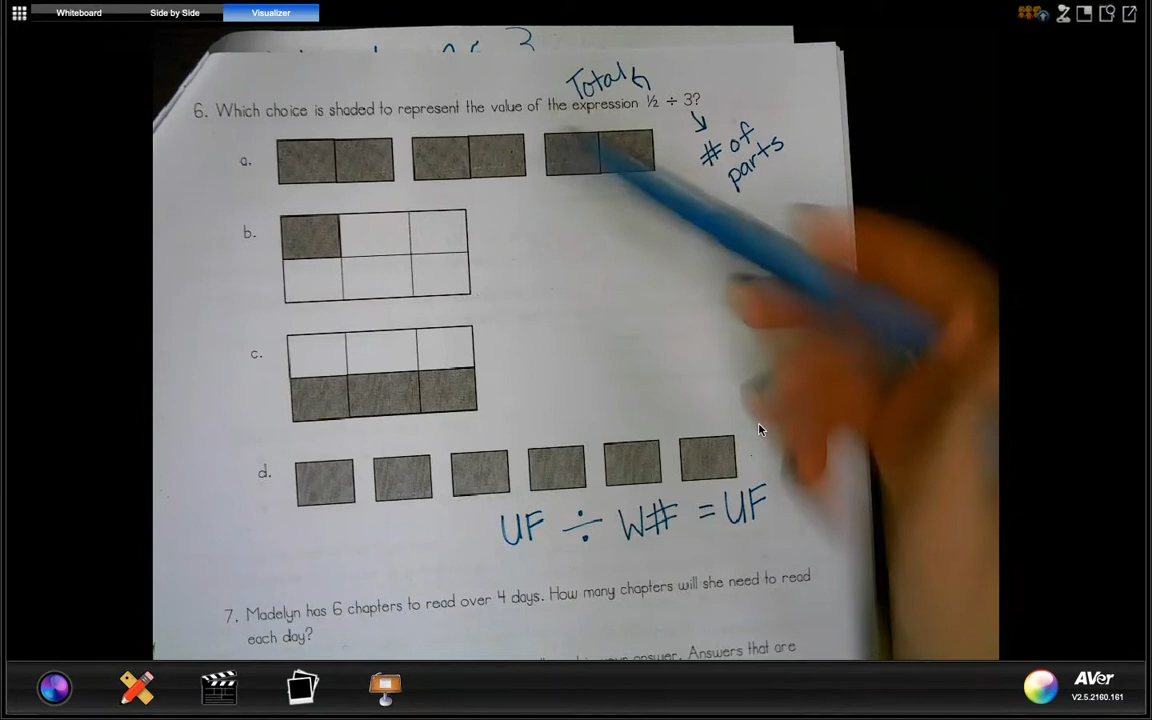 Whiteboard Side by Side Visualizer
Total
6. Which choice is shaded to represent the value of the expression ½ ÷ 3?
# of
parts
a.
b.
c.
d.
UF ÷ W# = UF
7. Madelyn has 6 chapters to read over 4 days. How many chapters will she need to read
each day?
answer. Answers that are
AVer
V2.5.2160.161